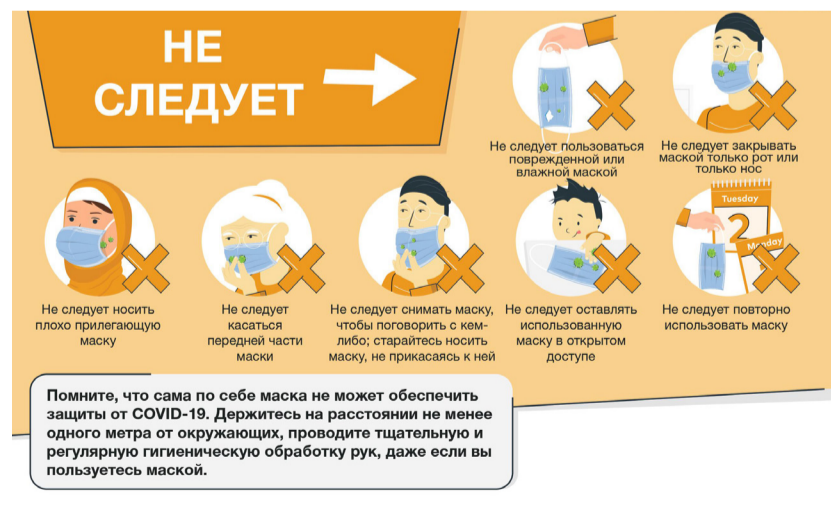 НЕ
СЛЕДУЕТ
Не следует пользоваться
поврежденной или
влажной маской
Не следует закрывать
маской только рот или
только нос
Не следует носить
плохо прилегающую
маску
Не следует
касаться
передней части
маски
Не следует снимать маску,
чтобы поговорить с кем-
либо; старайтесь носить
маску, не прикасаясь к ней
Не следует оставлять
использованную
маску в открытом
доступе
Tuesday
2
Monday
Не следует повторно
использовать маску
Помните, что сама по себе маска не может обеспечить
защиты от COVID-19. Держитесь на расстоянии не менее
одного метра от окружающих, проводите тщательную и
регулярную гигиеническую обработку рук, даже если вы
пользуетесь маской.